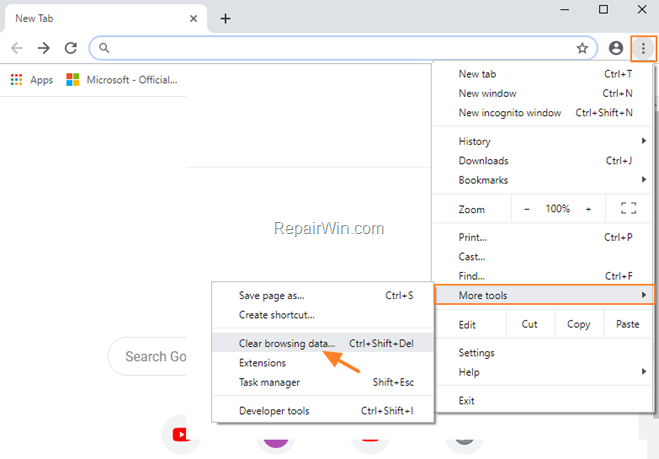 New Tab
Apps
Microsoft - Official...
New tab Ctrl+T
New window Ctrl+N
New incognito window Ctrl+Shift+N
History
Downloads Ctrl+J
Bookmarks
Zoom - 100% +
Print... Ctrl+P
Cast...
Find... Ctrl+F
More tools
Edit Cut Copy Paste
Settings
Help
Exit
RepairWin.com
Save page as... Ctrl+S
Create shortcut...
Clear browsing data... Ctrl+Shift+Del
Extensions
Task manager Shift+Esc
Developer tools Ctrl+Shift+I
Search Go